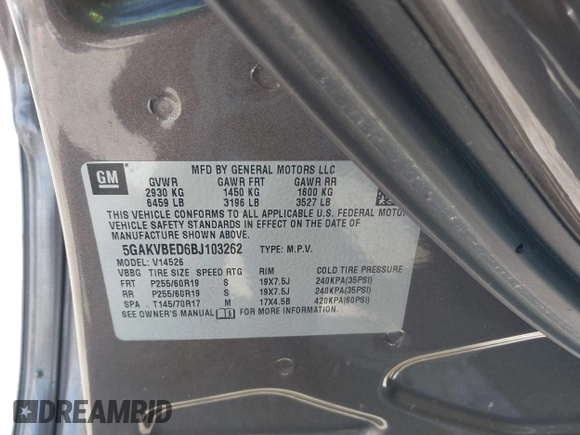 GM
MFD BY GENERAL MOTORS LLC
GVWR GAWR FRT GAWR RR
2930 KG 1450 KG 1600 KG
6459 LB 3196 LB 3527 LB
THIS VEHICLE CONFORMS TO ALL APPLICABLE U.S. FEDERAL MOTOR
VEHICLE SAFETY STANDARDS IN EFFECT ON THE DATE OF
MANUFACTURE SHOWN ABOVE.
5GAKVBED6BJ103262 TYPE: M.P.V.
MODEL: V14526
VBBG TIRE SIZE SPEED RTG RIM COLD TIRE PRESSURE
FRT P255/60R19 S 19X7.5J 240KPA(35PSI)
RR P255/60R19 S 19X7.5J 240KPA(35PSI)
SPA T145/70R17 M 17X4.5B 420KPA(60PSI)
SEE OWNER'S MANUAL FOR MORE INFORMATION.
DREAMBID